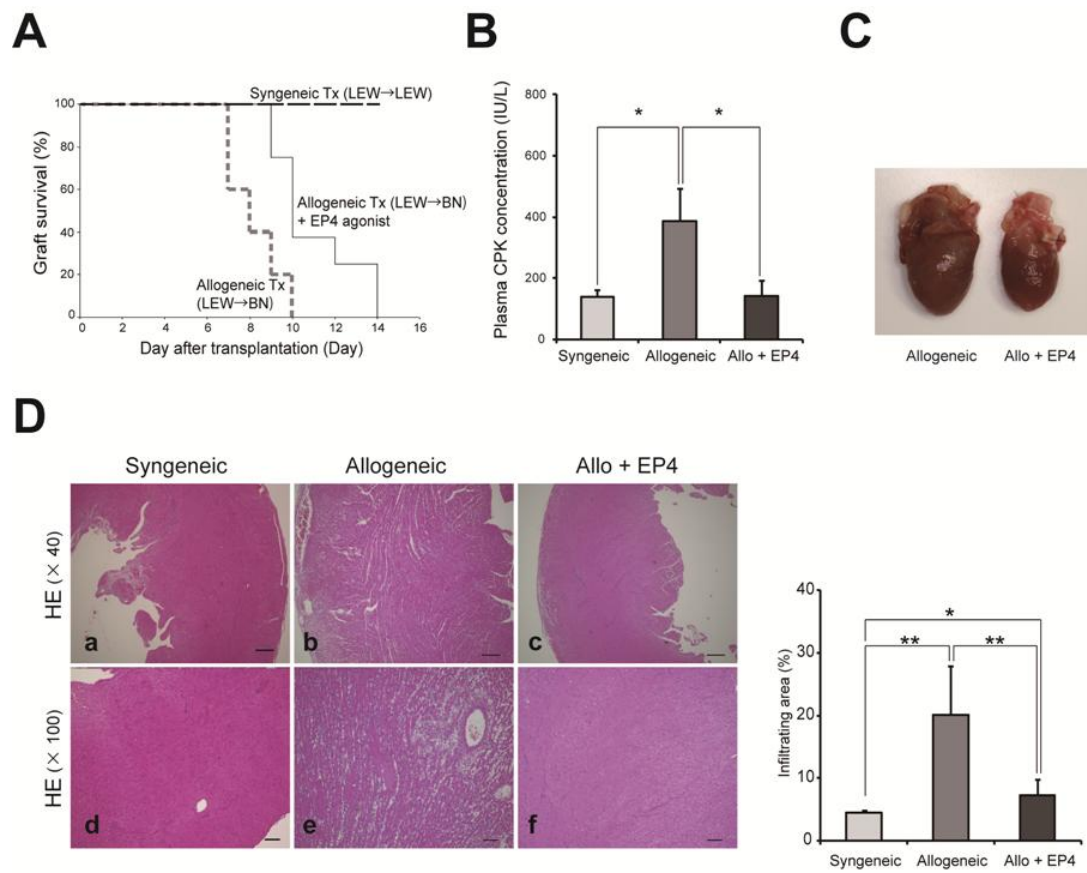 A
Graft survival (%)
100
80
60
40
20
0
0 2 4 6 8 10 12 14 16
Day after transplantation (Day)
Syngeneic Tx (LEW→LEW)
Allogeneic Tx (LEW→BN)
+ EP4 agonist
Allogeneic Tx
(LEW→BN)
B
Plasma CPK concentration (IU/L)
800
600
400
200
0
* *
Syngeneic Allogeneic Allo + EP4
C
Allogeneic Allo + EP4
D
Syngeneic Allogeneic Allo + EP4
HE (× 40)
a b c
HE (× 100)
d e f
Infiltrating area (%)
40
30
20
10
0
*
** **
Syngeneic Allogeneic Allo + EP4